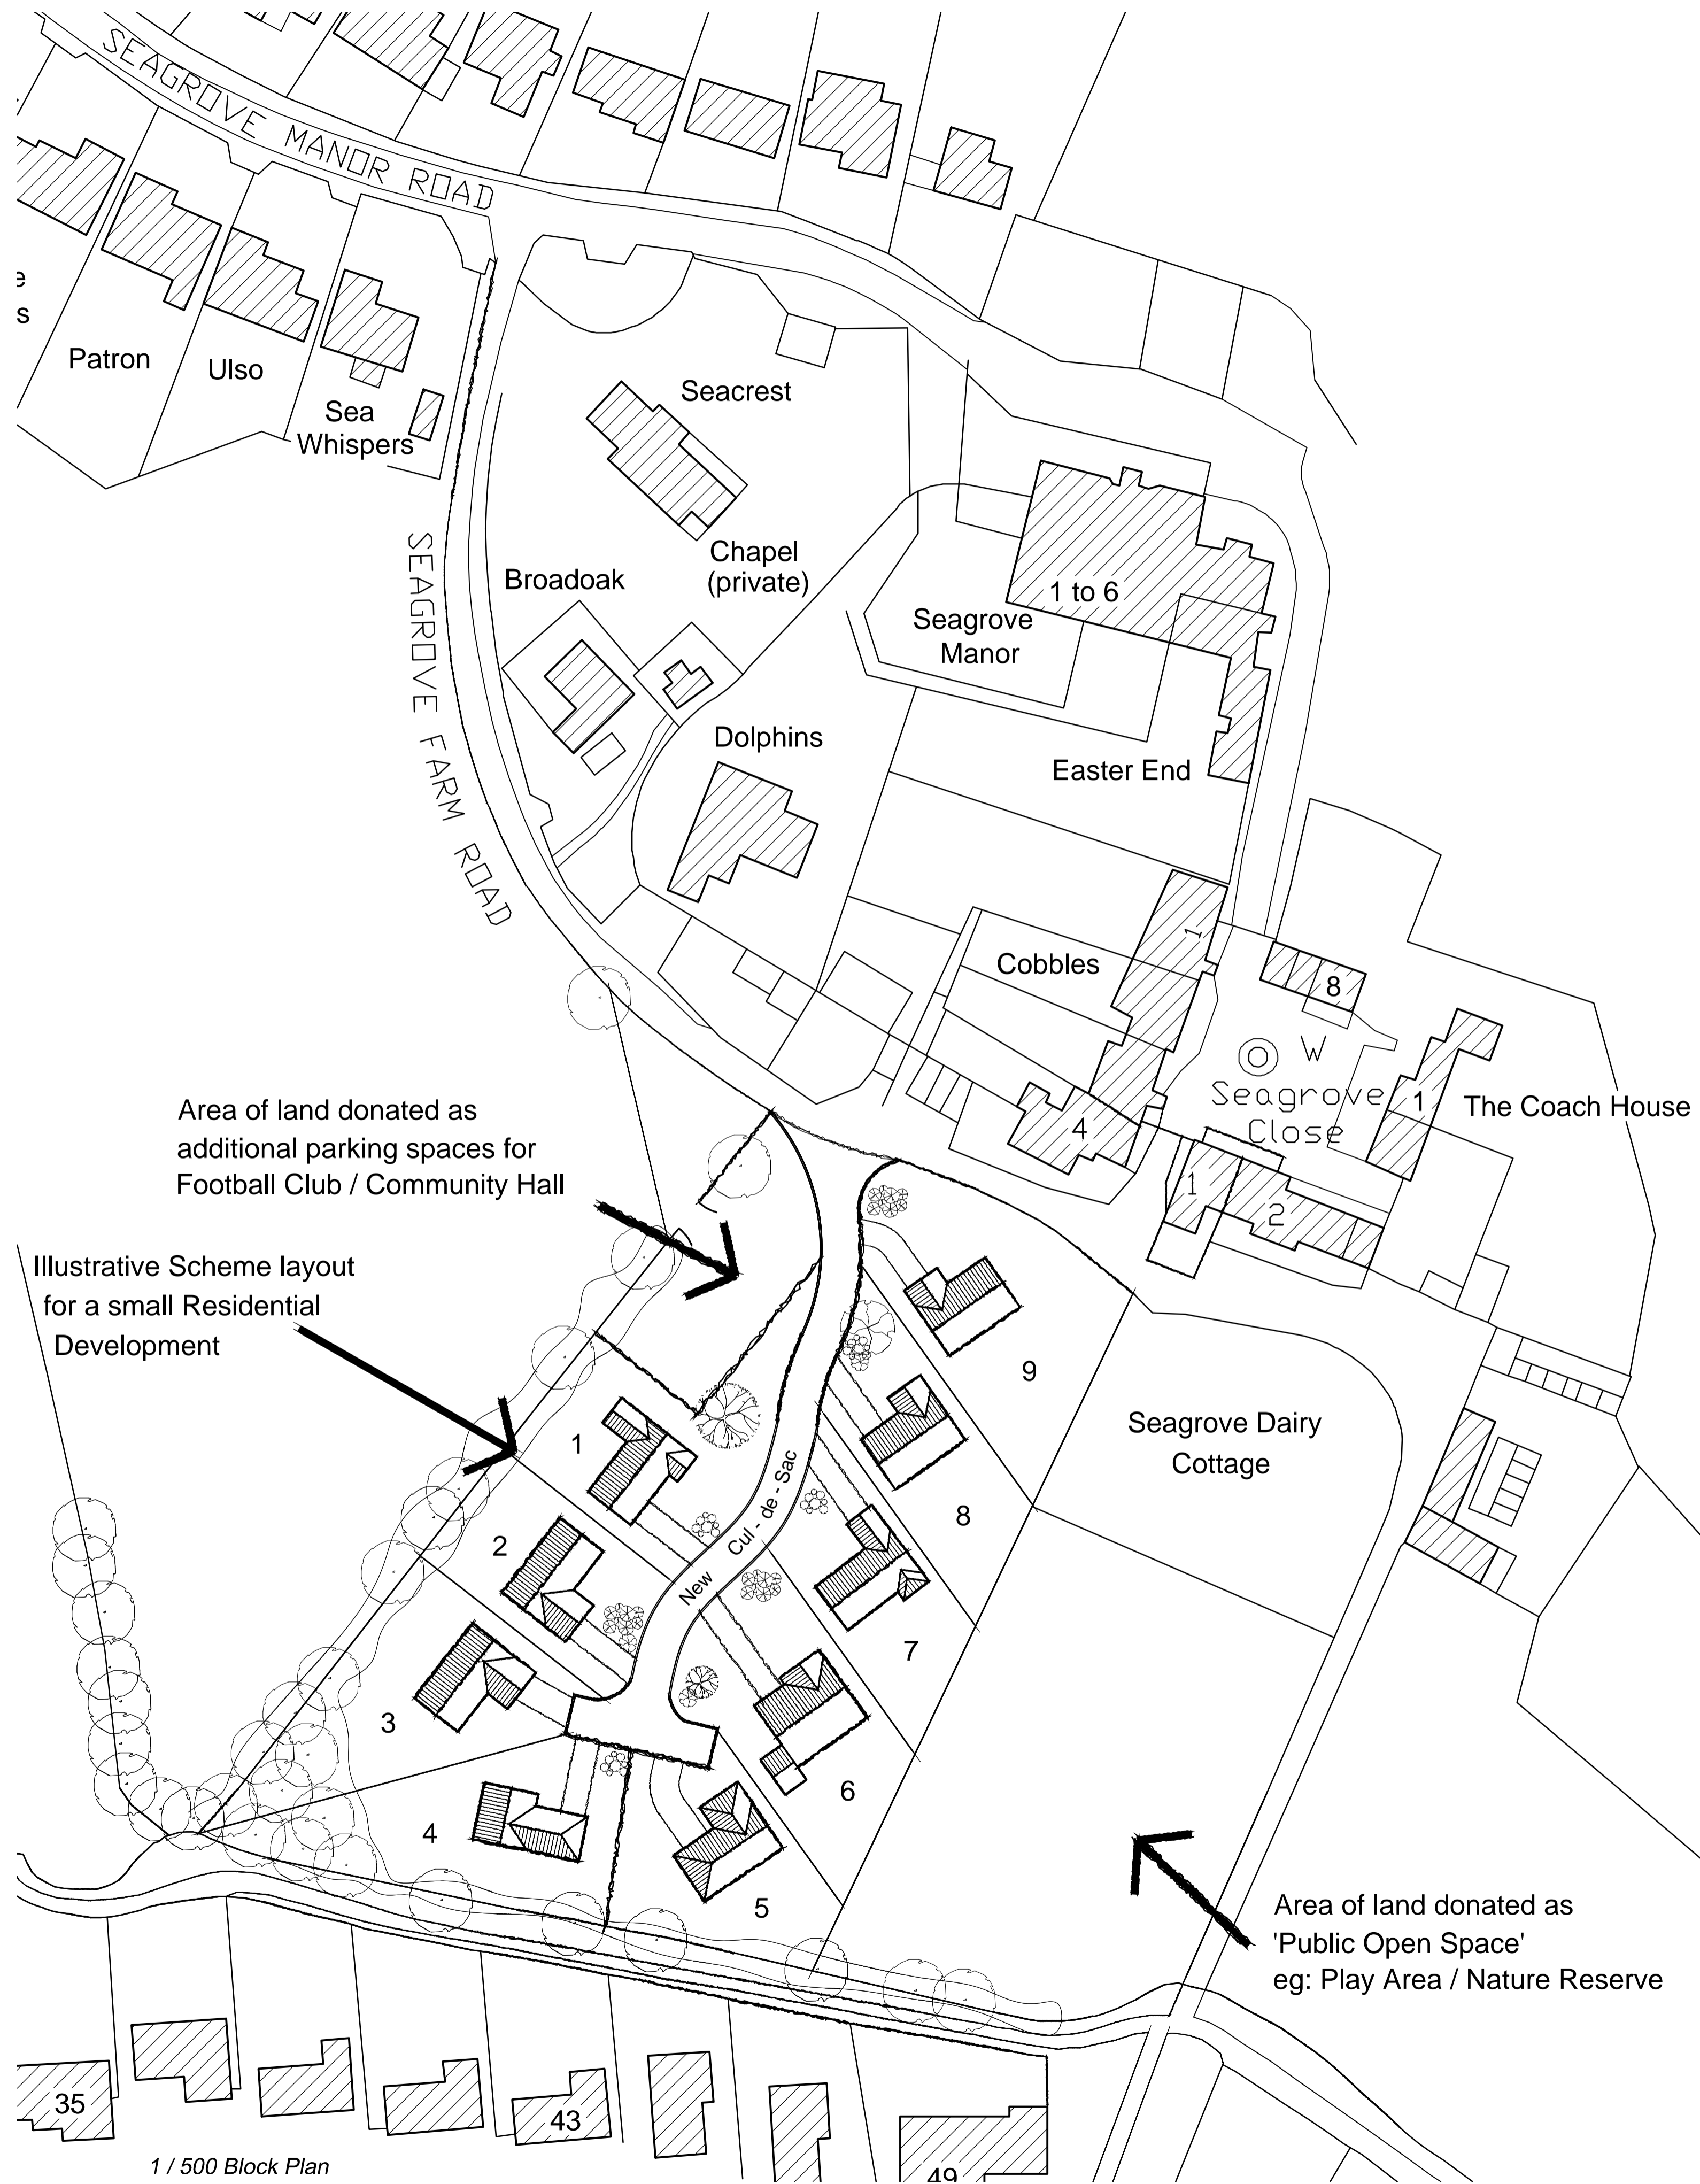 SEAGROVE MANOR ROAD
e
s
Patron
Ulso
Sea
Whispers
Seacrest
Chapel
(private)
Broadoak
SEAGROVE FARM ROAD
1 to 6
Seagrove
Manor
Dolphins
Easter End
1
Cobbles
8
W
Seagrove
Close
1
The Coach House
4
1
2
Area of land donated as
additional parking spaces for
Football Club / Community Hall
Illustrative Scheme layout
for a small Residential
Development
9
Seagrove Dairy
Cottage
1
8
2
New Cul - de - Sac
7
3
6
4
5
Area of land donated as
'Public Open Space'
eg: Play Area / Nature Reserve
35
43
49
1 / 500 Block Plan